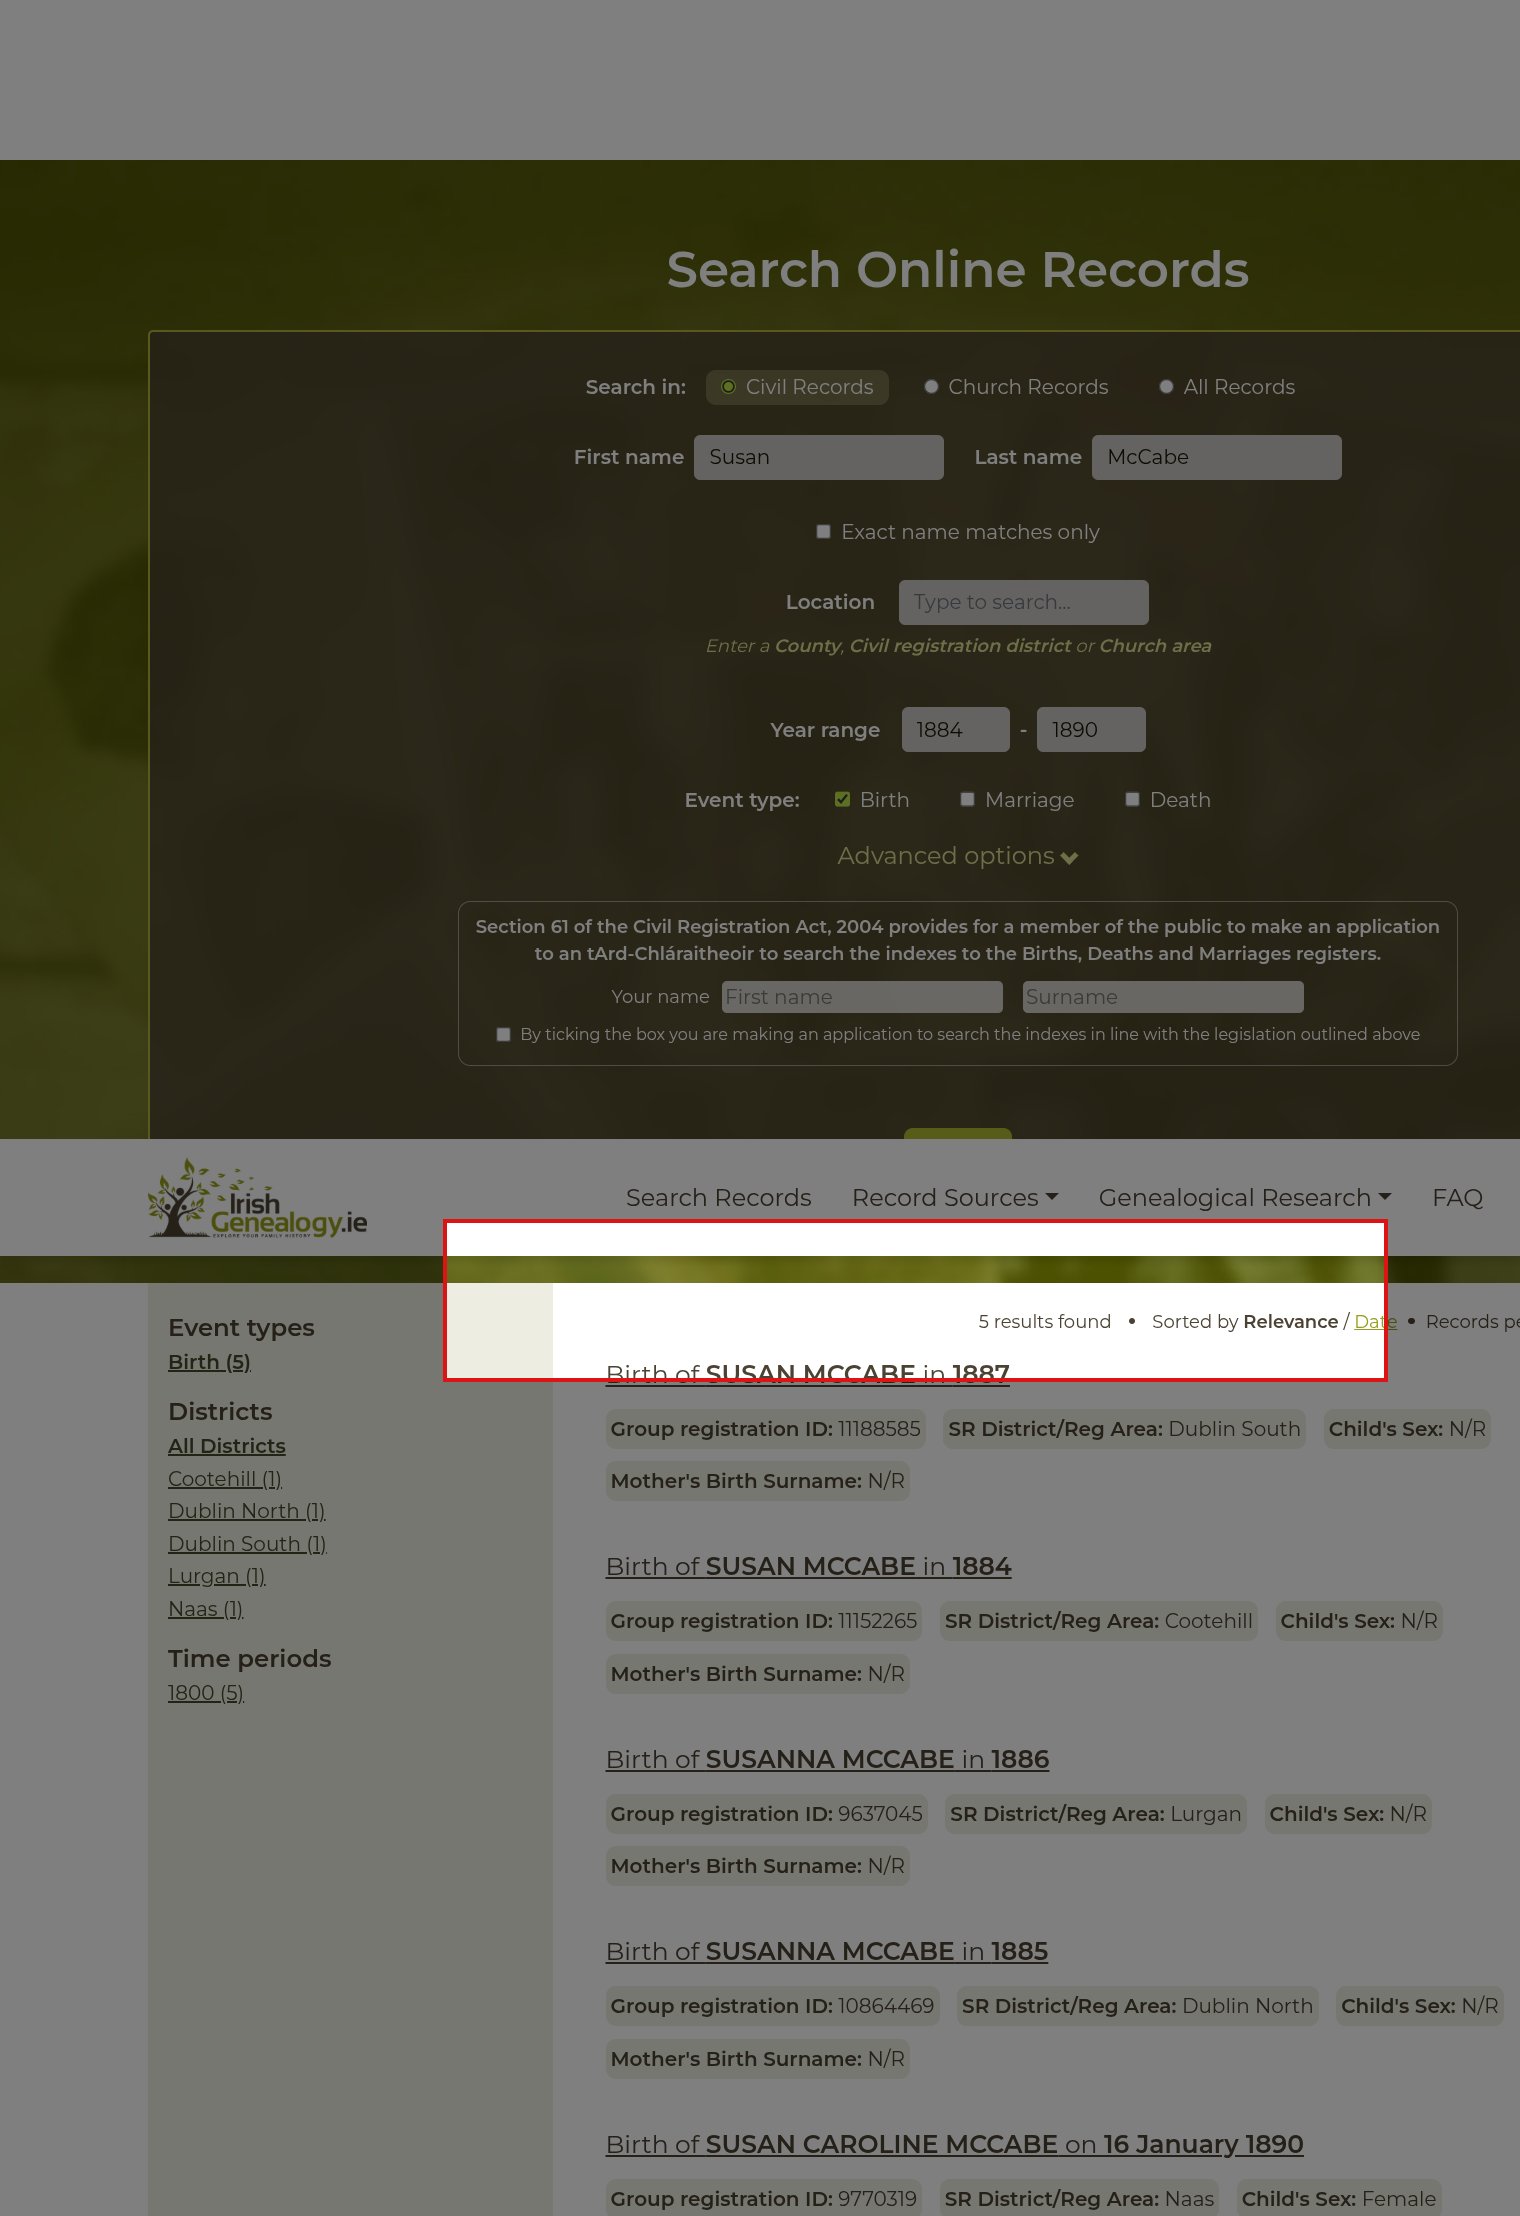 Search Online Records
Search in: Civil Records Church Records All Records
First name Susan Last name McCabe
Exact name matches only
Location Type to search...
Enter a County, Civil registration district or Church area
Year range 1884 - 1890
Event type: Birth Marriage Death
Advanced options
Section 61 of the Civil Registration Act, 2004 provides for a member of the public to make an application
to an tArd-Chláraitheoir to search the indexes to the Births, Deaths and Marriages registers.
Your name First name Surname
By ticking the box you are making an application to search the indexes in line with the legislation outlined above
Irish
Genealogy.ie
EXPLORE YOUR FAMILY HISTORY
Search Records Record Sources Genealogical Research FAQ
Event types
Birth (5)
Districts
All Districts
Cootehill (1)
Dublin North (1)
Dublin South (1)
Lurgan (1)
Naas (1)
Time periods
1800 (5)
5 results found • Sorted by Relevance / Date • Records pe
Birth of SUSAN MCCABE in 1887
Group registration ID: 11188585 SR District/Reg Area: Dublin South Child's Sex: N/R
Mother's Birth Surname: N/R
Birth of SUSAN MCCABE in 1884
Group registration ID: 11152265 SR District/Reg Area: Cootehill Child's Sex: N/R
Mother's Birth Surname: N/R
Birth of SUSANNA MCCABE in 1886
Group registration ID: 9637045 SR District/Reg Area: Lurgan Child's Sex: N/R
Mother's Birth Surname: N/R
Birth of SUSANNA MCCABE in 1885
Group registration ID: 10864469 SR District/Reg Area: Dublin North Child's Sex: N/R
Mother's Birth Surname: N/R
Birth of SUSAN CAROLINE MCCABE on 16 January 1890
Group registration ID: 9770319 SR District/Reg Area: Naas Child's Sex: Female